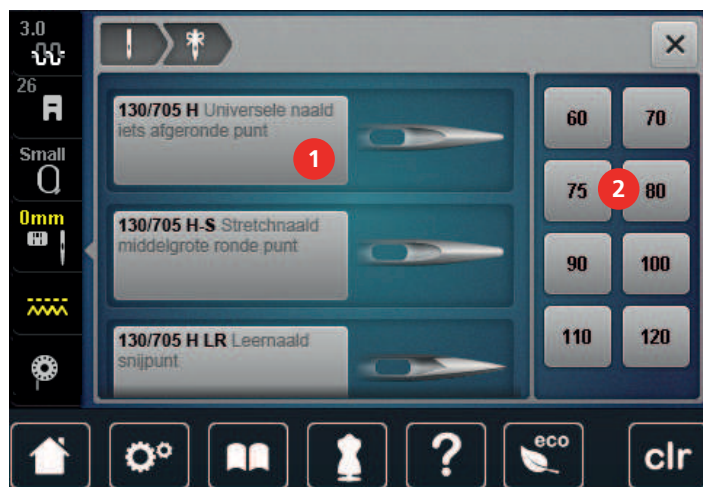 3.0
26
Small
0mm
130/705 H Universele naald
iets afgeronde punt
1
130/705 H-S Stretchnaald
middelgrote ronde punt
130/705 H LR Leernaald
snijpunt
60 70
75 2 80
90 100
110 120
?
eco
clr